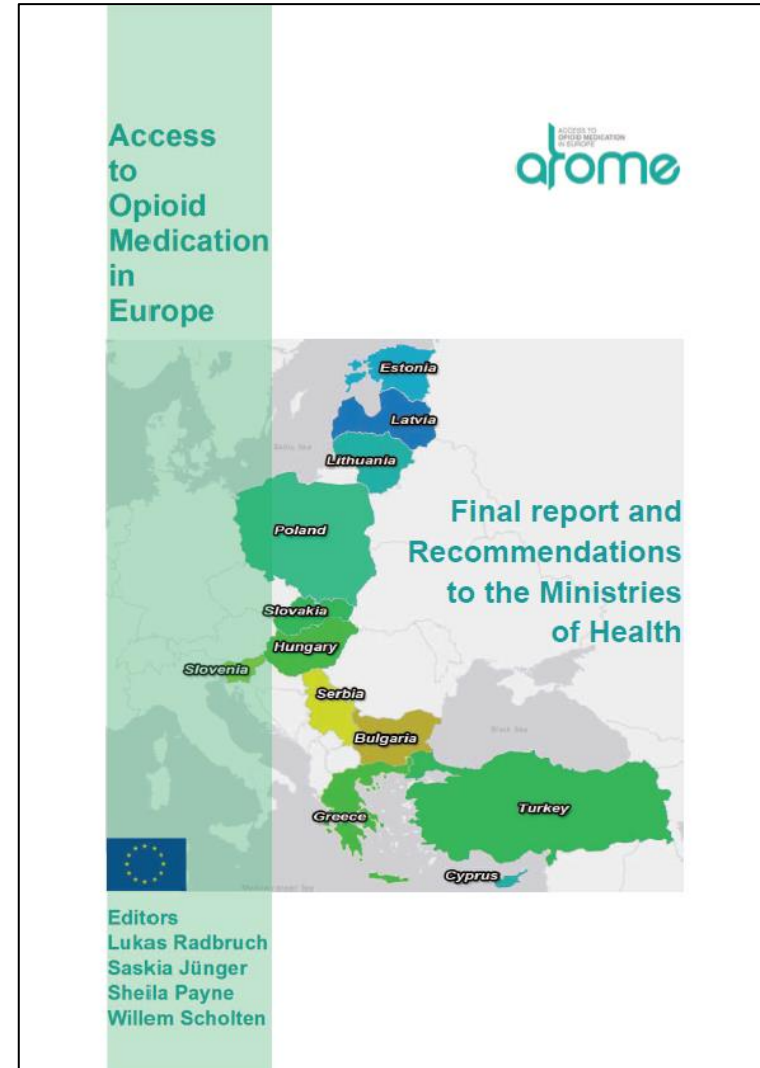 Access
to
Opioid
Medication
in
Europe
ACCESS TO
OPIOID MEDICATION
IN EUROPE
atome
Estonia
Latvia
Lithuania
Poland
Slovakia
Hungary
Slovenia
Serbia
Bulgaria
Greece
Turkey
Cyprus
Black Sea
Final report and
Recommendations
to the Ministries
of Health
Editors
Lukas Radbruch
Saskia Jünger
Sheila Payne
Willem Scholten